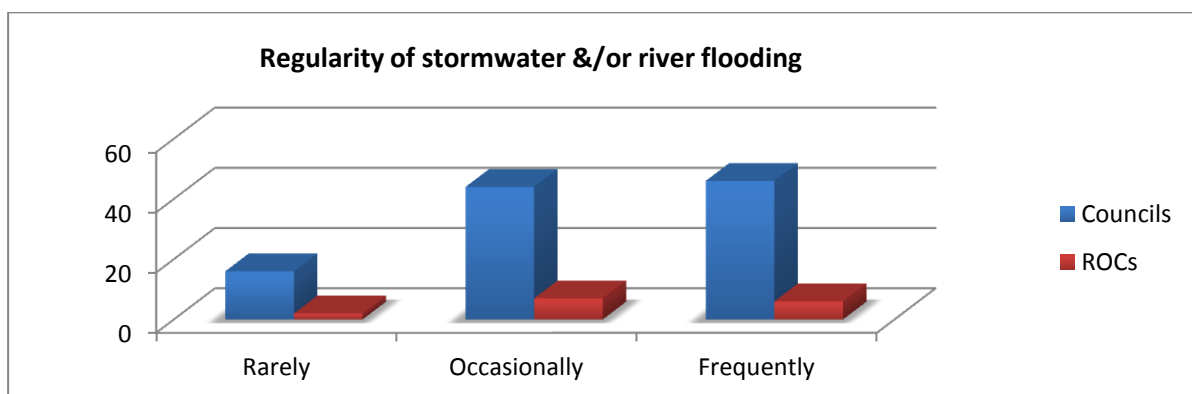 Regularity of stormwater &/or river flooding
60
40
20
0
Rarely Occasionally Frequently
Councils
ROCs